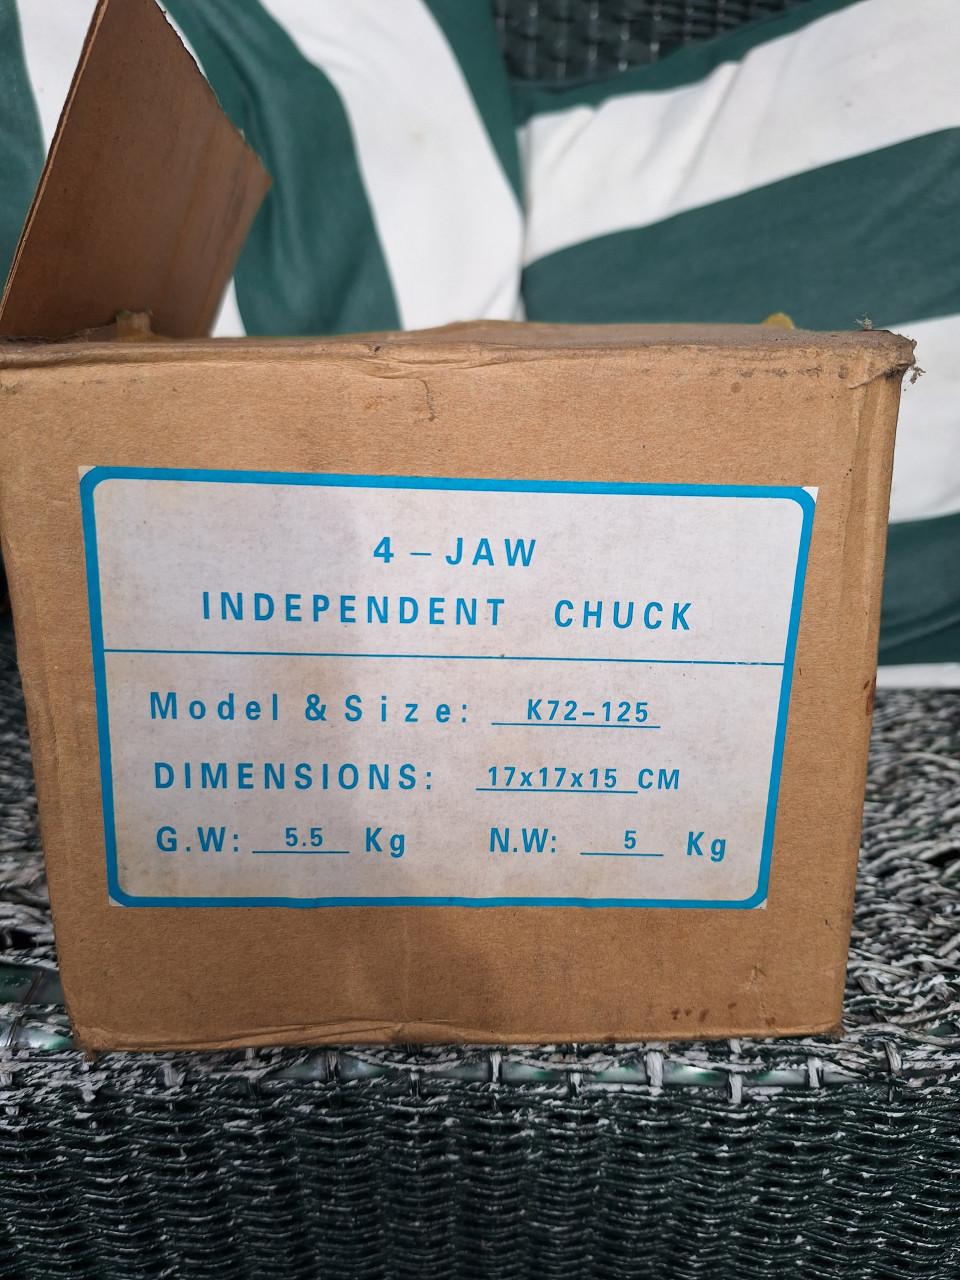 4 – JAW
INDEPENDENT CHUCK
Model & Size: K72-125
DIMENSIONS: 17x17x15 CM
G.W: 5.5 Kg N.W: 5 Kg